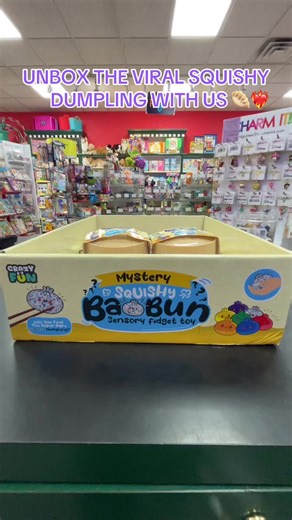 UNBOX THE VIRAL SQUISHY
DUMPLING WITH US 🥟❤️‍🔥
CHARM IT!
CRAZY
FUN
Mystery
SQUISHY
BaoBun
Sensory fidget toy